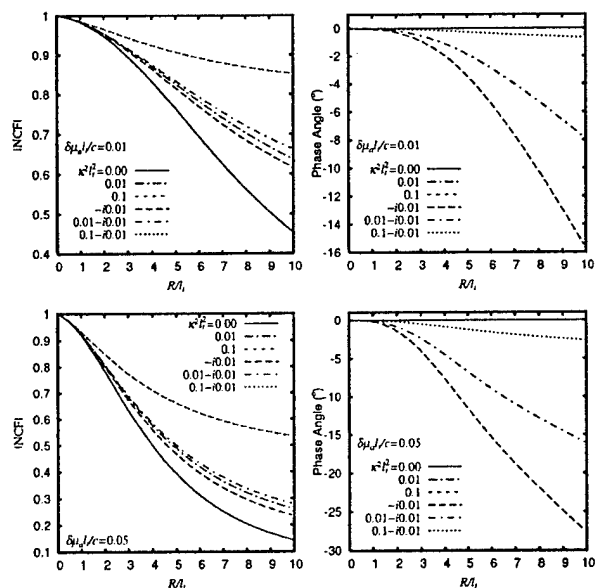 1
0.9
0.8
0.7
0.6
0.5
0.4
|NCF|
δμₐlₜ/c=0.01
κ²lₜ²=0.00
0.01
0.1
−i0.01
0.01−i0.01
0.1−i0.01
0 1 2 3 4 5 6 7 8 9 10
R/lₜ
0
-2
-4
-6
-8
-10
-12
-14
-16
Phase Angle (°)
δμₐlₜ/c=0.01
κ²lₜ²=0.00
0.01
0.1
−i0.01
0.01−i0.01
0.1−i0.01
0 1 2 3 4 5 6 7 8 9 10
R/lₜ
1
0.9
0.8
0.7
0.6
0.5
0.4
0.3
0.2
0.1
|NCF|
κ²lₜ²=0.00
0.01
0.1
−i0.01
0.01−i0.01
0.1−i0.01
δμₐlₜ/c=0.05
0 1 2 3 4 5 6 7 8 9 10
R/lₜ
0
-5
-10
-15
-20
-25
-30
Phase Angle (°)
δμₐlₜ/c=0.05
κ²lₜ²=0.00
0.01
0.1
−i0.01
0.01−i0.01
0.1−i0.01
0 1 2 3 4 5 6 7 8 9 10
R/lₜ